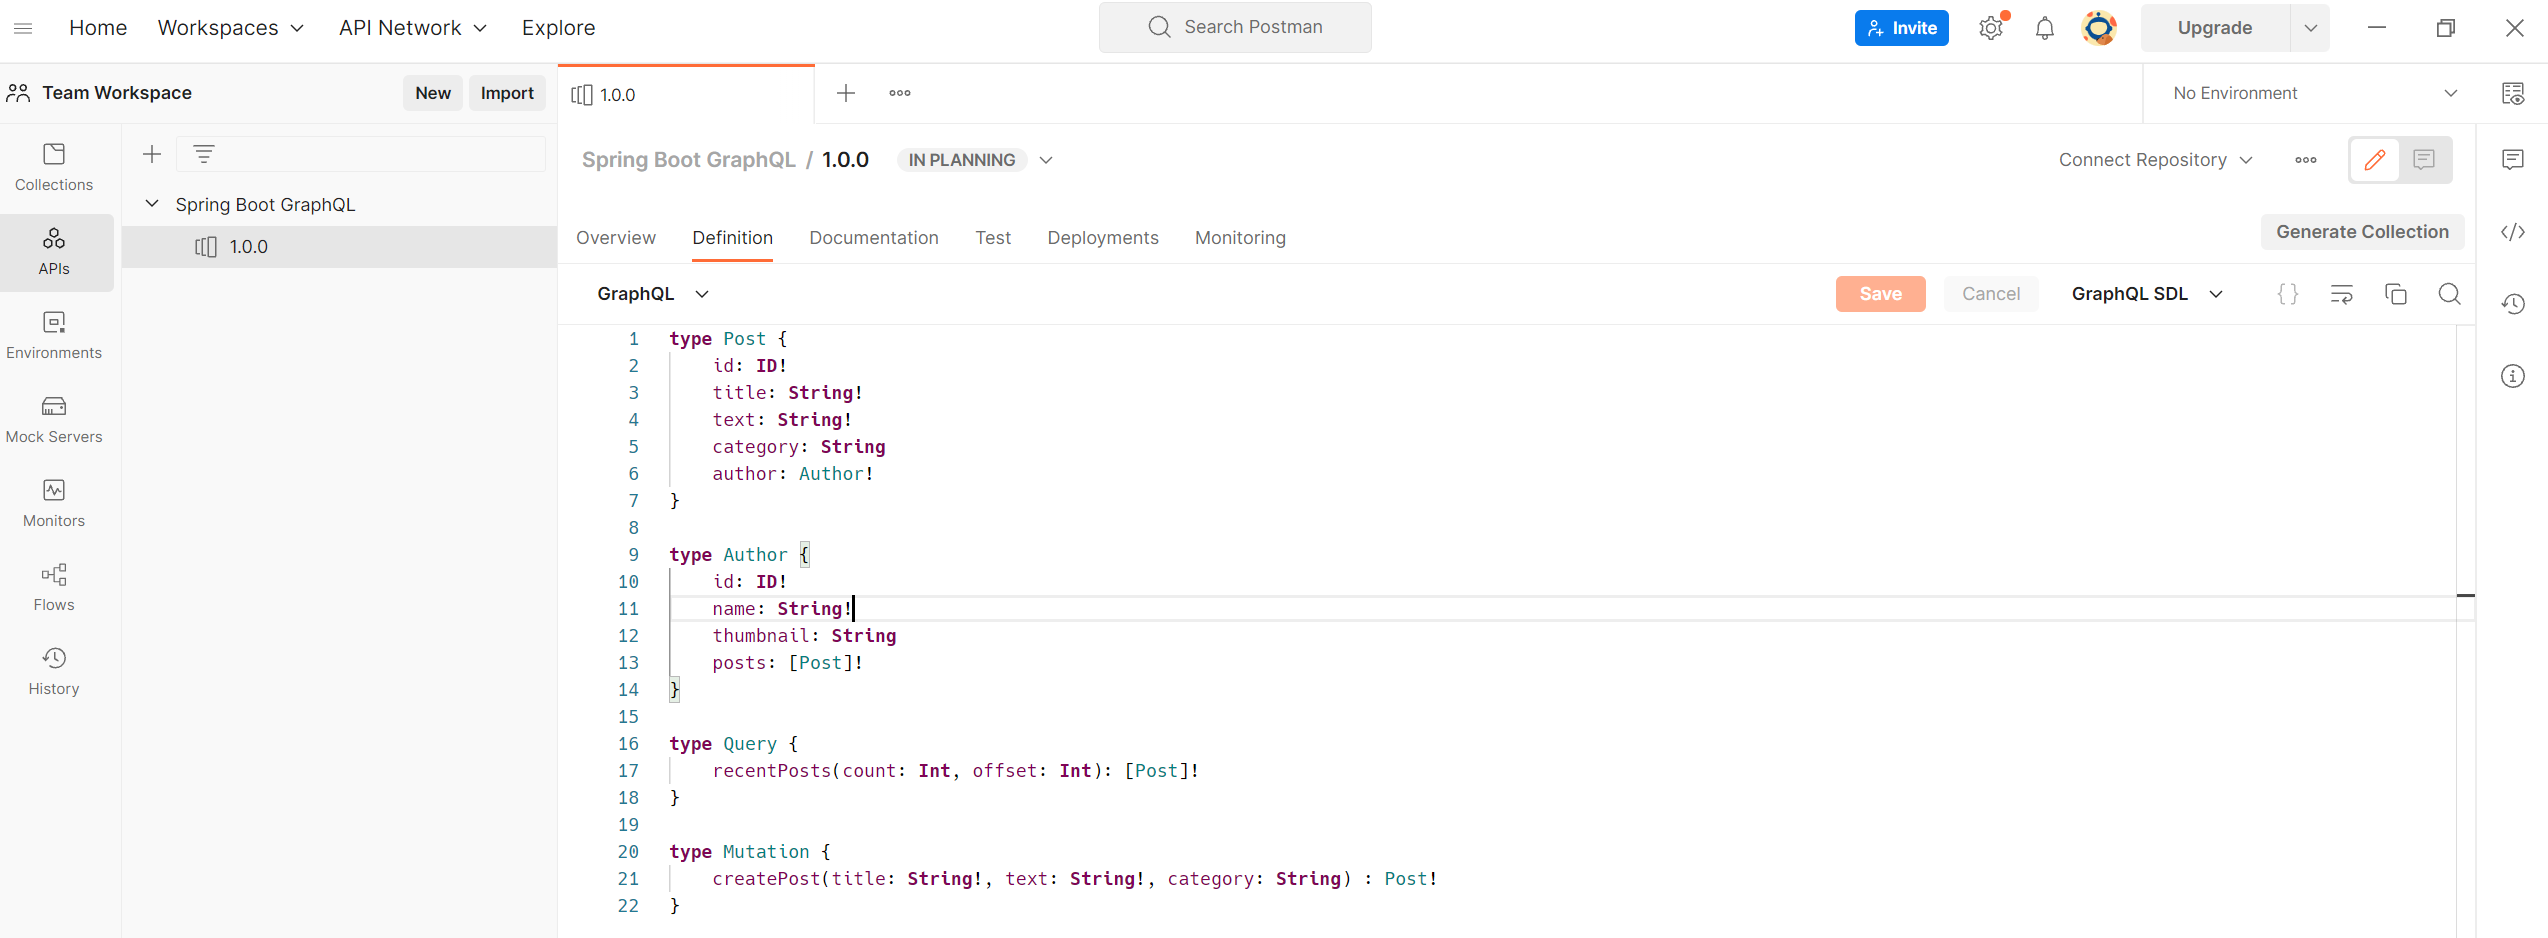 Home Workspaces API Network Explore Search Postman Invite Upgrade
Team Workspace New Import 1.0.0 No Environment
Collections
APIs
Environments
Mock Servers
Monitors
Flows
History
Spring Boot GraphQL
1.0.0
Spring Boot GraphQL / 1.0.0 IN PLANNING Connect Repository
Overview Definition Documentation Test Deployments Monitoring Generate Collection
GraphQL Save Cancel GraphQL SDL
1 type Post {
2 id: ID!
3 title: String!
4 text: String!
5 category: String
6 author: Author!
7 }
8
9 type Author {
10 id: ID!
11 name: String!
12 thumbnail: String
13 posts: [Post]!
14 }
15
16 type Query {
17 recentPosts(count: Int, offset: Int): [Post]!
18 }
19
20 type Mutation {
21 createPost(title: String!, text: String!, category: String) : Post!
22 }